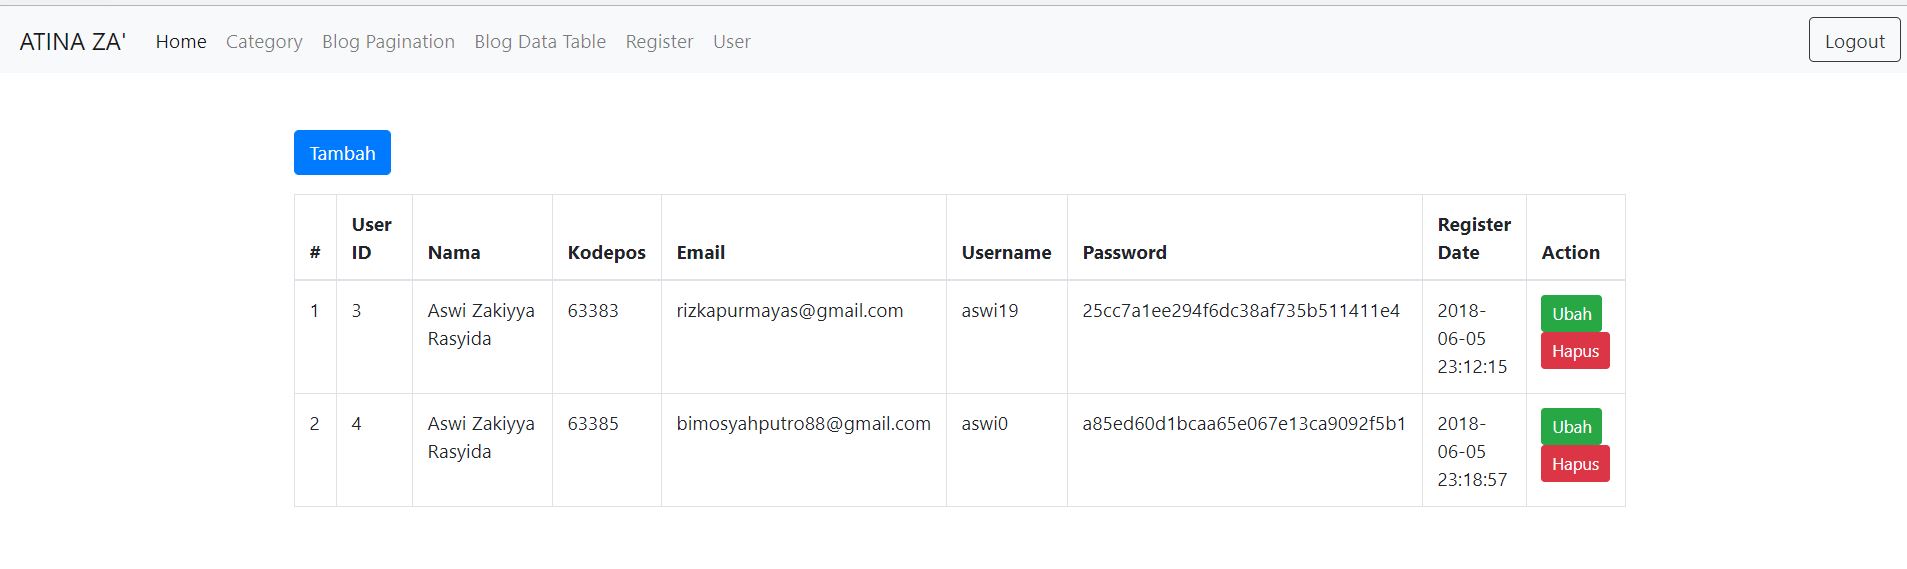 ATINA ZA' Home Category Blog Pagination Blog Data Table Register User Logout
Tambah
# User ID Nama Kodepos Email Username Password Register Date Action
1 3 Aswi Zakiyya Rasyida 63383 rizkapurmayas@gmail.com aswi19 25cc7a1ee294f6dc38af735b511411e4 2018-06-05 23:12:15 Ubah Hapus
2 4 Aswi Zakiyya Rasyida 63385 bimosyahputro88@gmail.com aswi0 a85ed60d1bcaa65e067e13ca9092f5b1 2018-06-05 23:18:57 Ubah Hapus